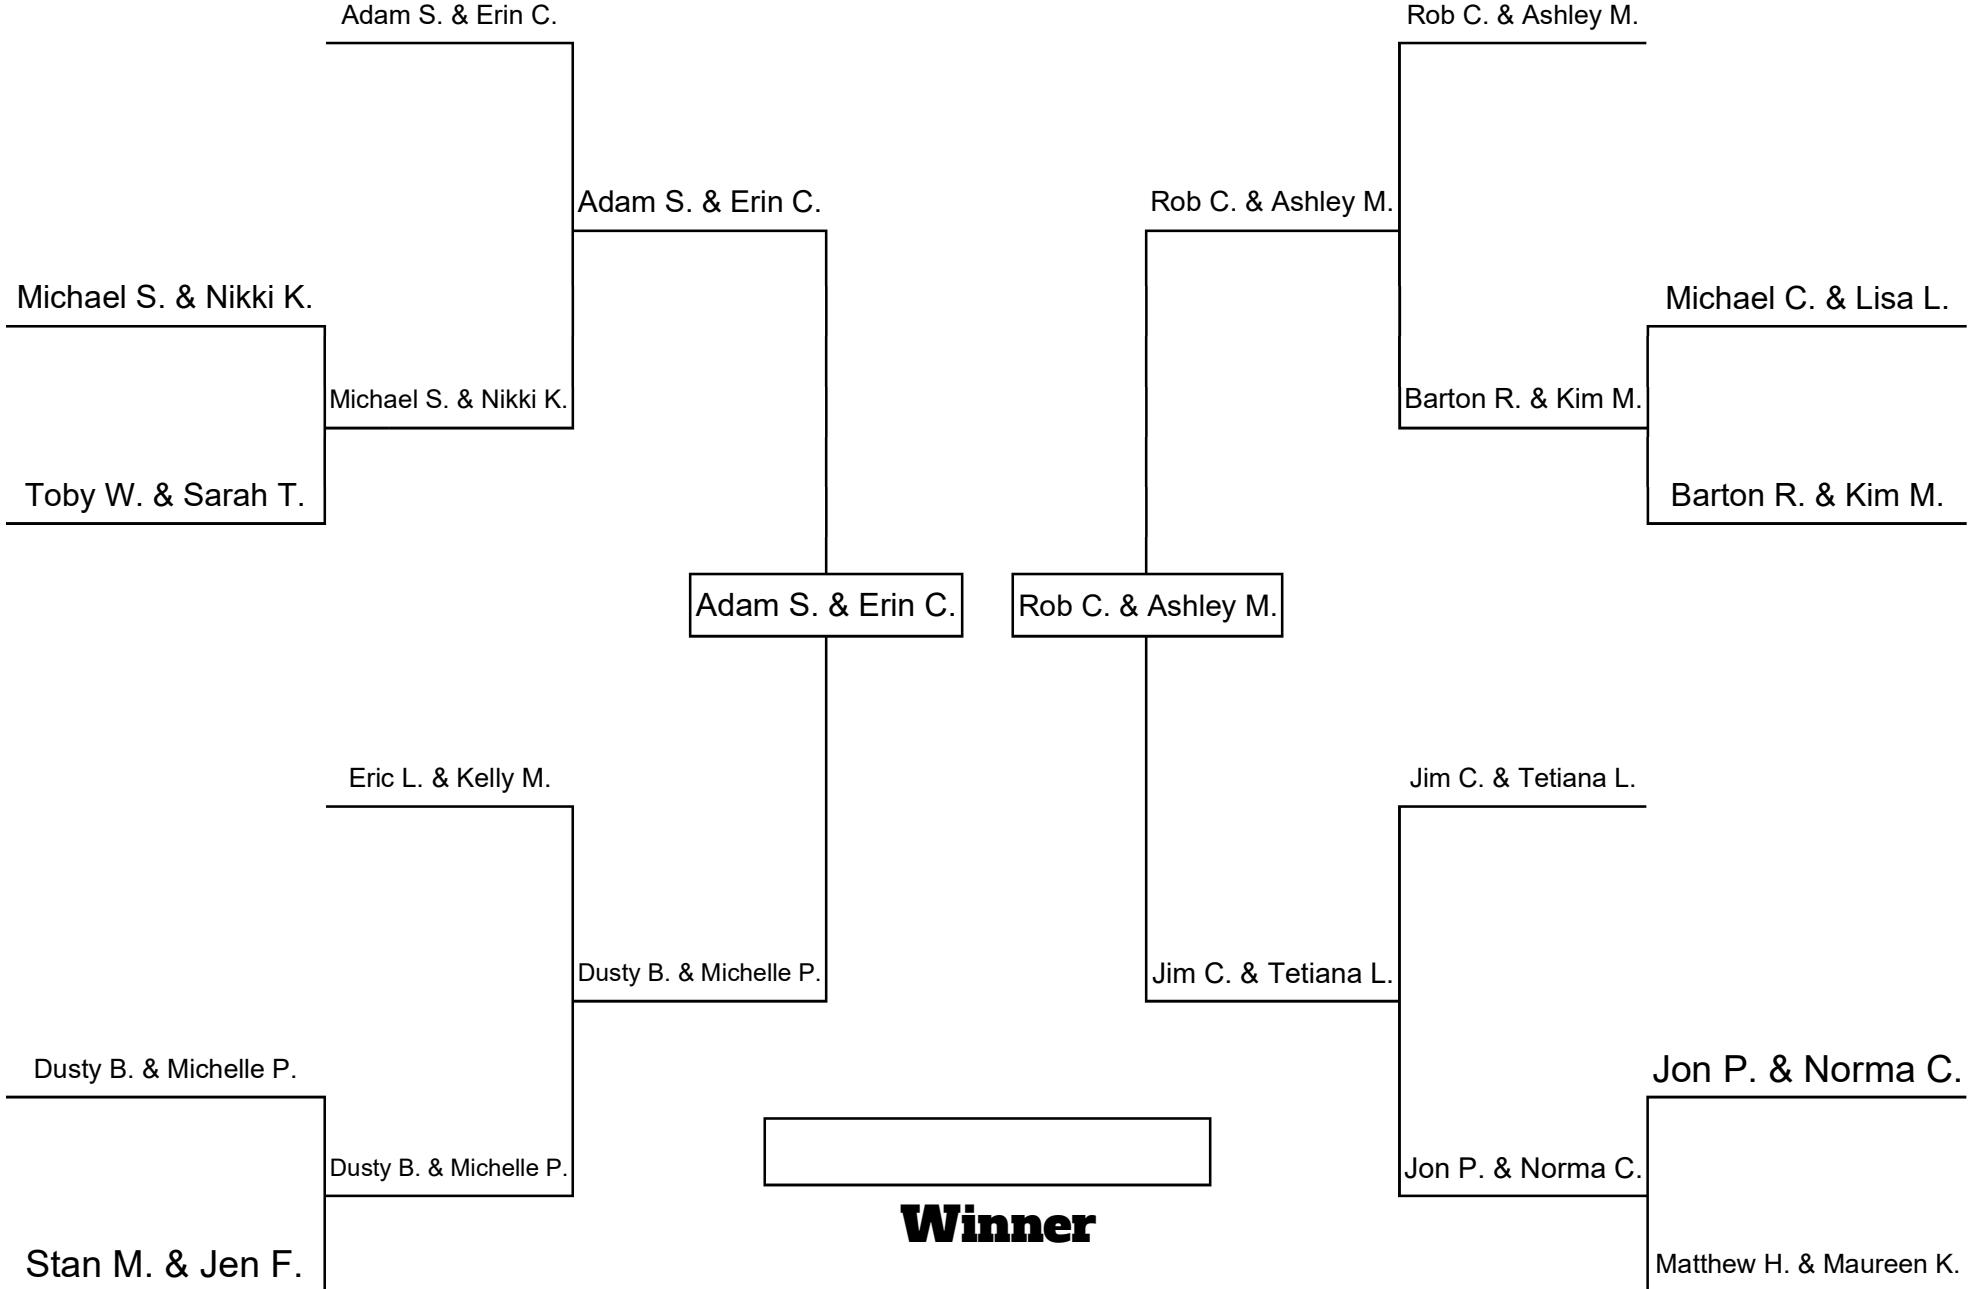 Adam S. & Erin C.
Rob C. & Ashley M.
Adam S. & Erin C.
Rob C. & Ashley M.
Michael S. & Nikki K.
Michael C. & Lisa L.
Michael S. & Nikki K.
Barton R. & Kim M.
Toby W. & Sarah T.
Barton R. & Kim M.
Adam S. & Erin C.
Rob C. & Ashley M.
Eric L. & Kelly M.
Jim C. & Tetiana L.
Dusty B. & Michelle P.
Jim C. & Tetiana L.
Dusty B. & Michelle P.
Jon P. & Norma C.
Dusty B. & Michelle P.
Jon P. & Norma C.
Winner
Stan M. & Jen F.
Matthew H. & Maureen K.